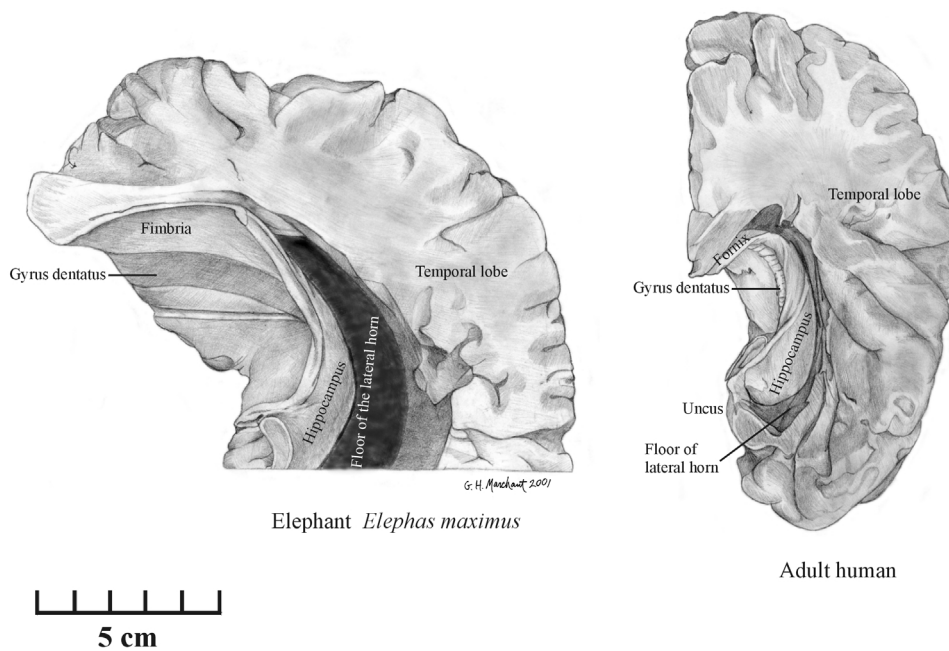 Fimbria
Gyrus dentatus
Temporal lobe
Hippocampus
Floor of the lateral horn
G. H. Marchant 2001
Elephant Elephas maximus
5 cm
Temporal lobe
Fornix
Gyrus dentatus
Hippocampus
Uncus
Floor of
lateral horn
Adult human